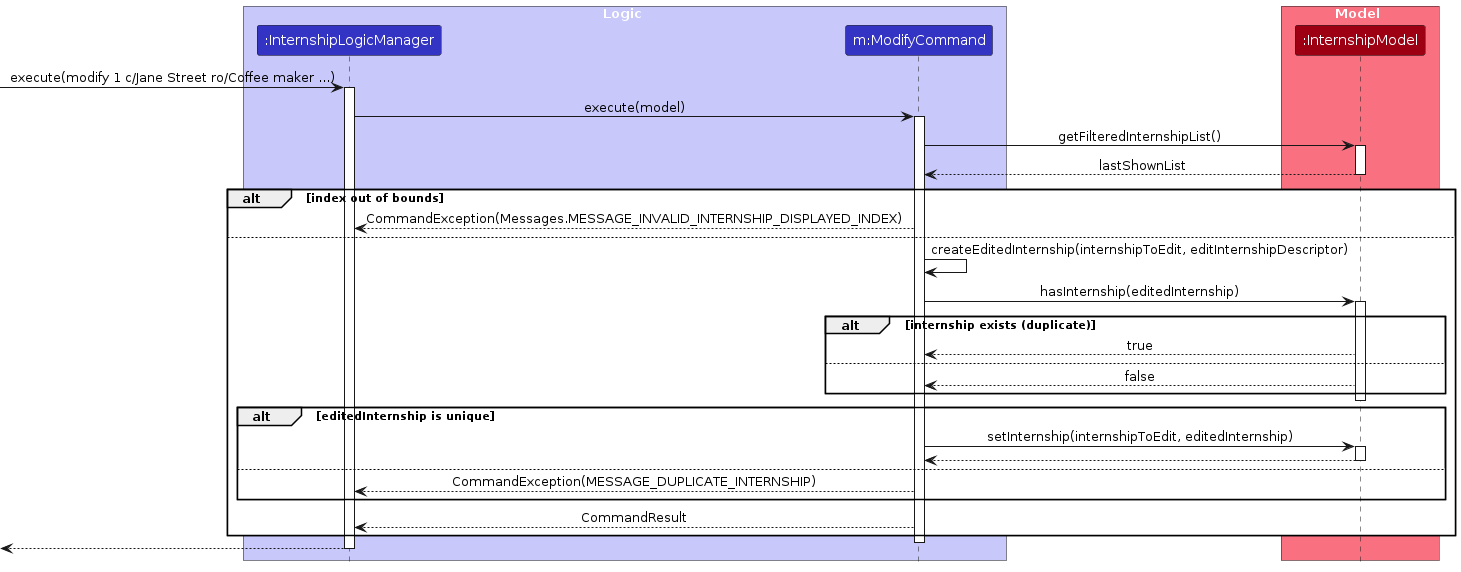 Logic
Model
:InternshipLogicManager
m:ModifyCommand
:InternshipModel
execute(modify 1 c/Jane Street ro/Coffee maker ...)
execute(model)
getFilteredInternshipList()
lastShownList
alt [index out of bounds]
CommandException(Messages.MESSAGE_INVALID_INTERNSHIP_DISPLAYED_INDEX)
createEditedInternship(internshipToEdit, editInternshipDescriptor)
hasInternship(editedInternship)
alt [internship exists (duplicate)]
true
false
alt [editedInternship is unique]
setInternship(internshipToEdit, editedInternship)
CommandException(MESSAGE_DUPLICATE_INTERNSHIP)
CommandResult